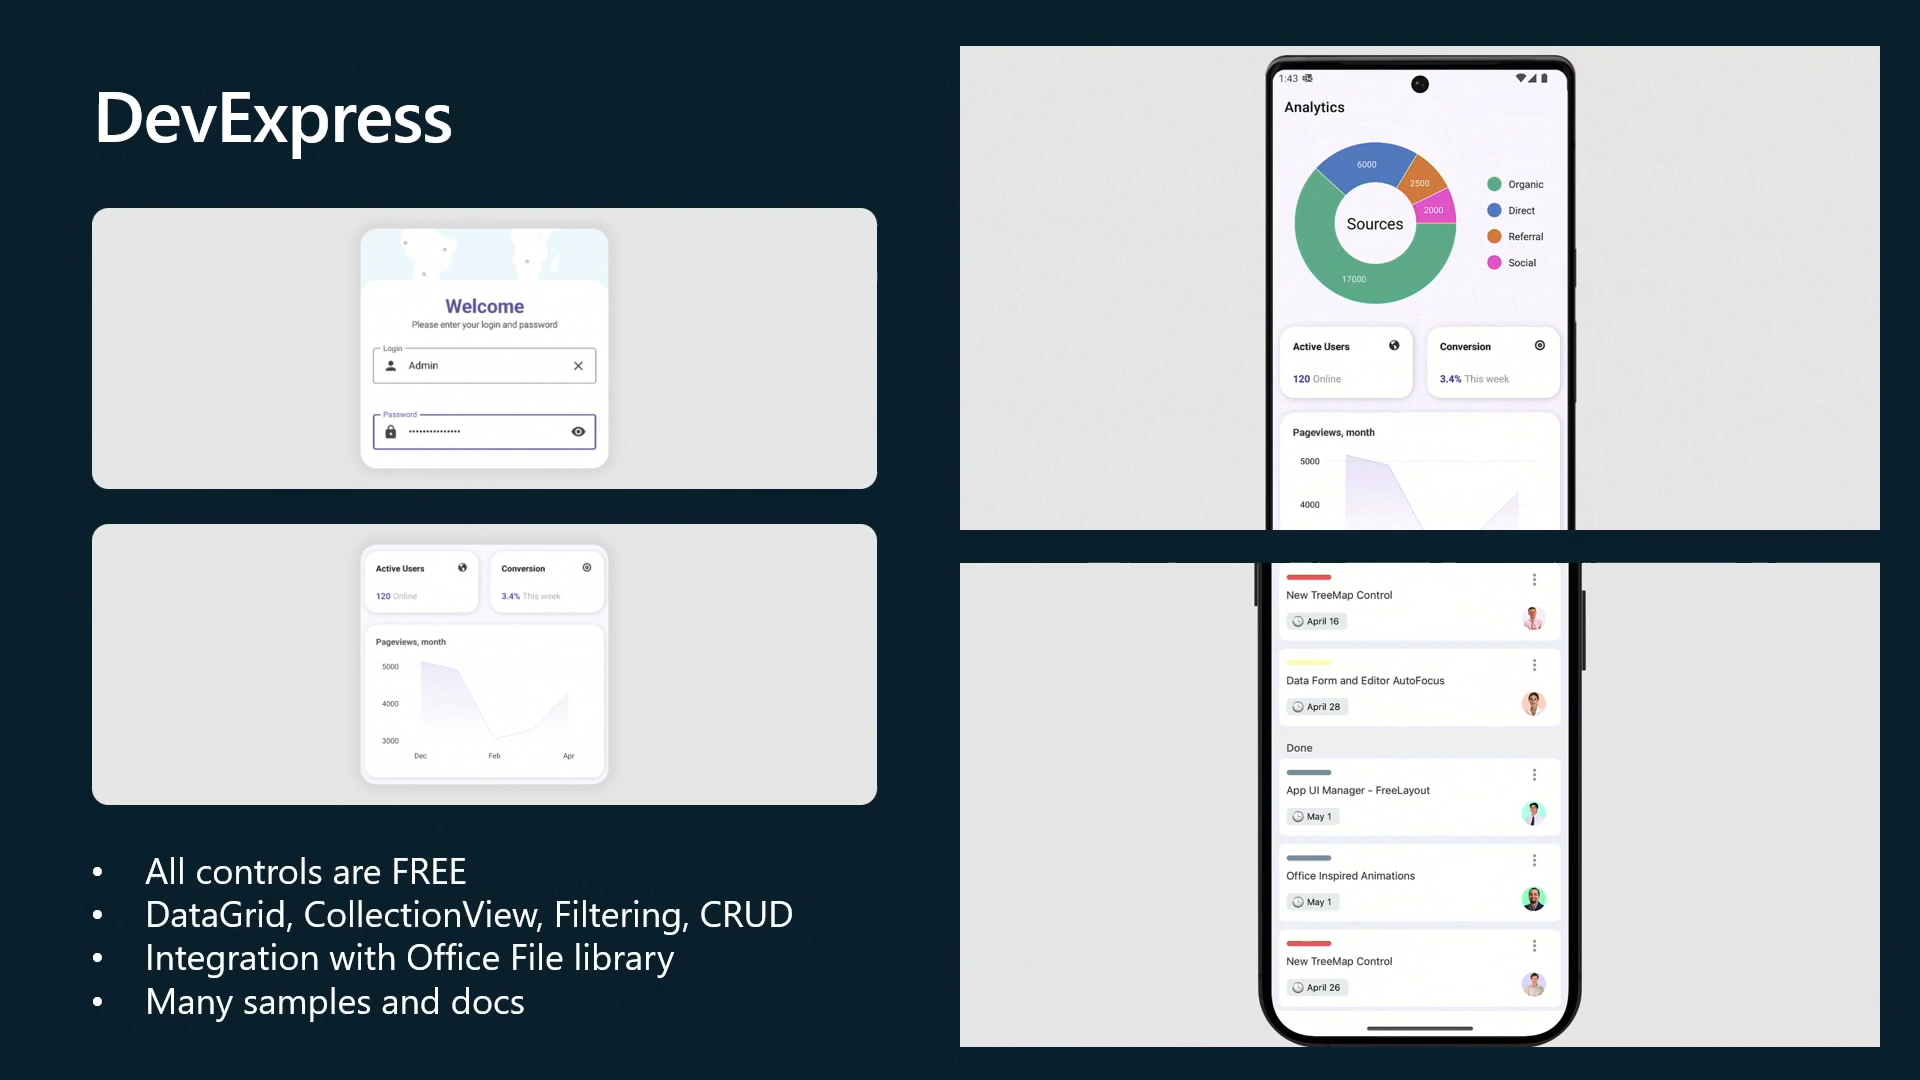 DevExpress
Welcome
Please enter your login and password
Login
Admin
Password
•••••••••••••••
Active Users
120 Online
Conversion
3.4% This week
Pageviews, month
5000
4000
3000
Dec Feb Apr
• All controls are FREE
• DataGrid, CollectionView, Filtering, CRUD
• Integration with Office File library
• Many samples and docs
1:43
Analytics
6000
2500
2000
17000
Sources
Organic
Direct
Referral
Social
Active Users
120 Online
Conversion
3.4% This week
Pageviews, month
5000
4000
New TreeMap Control
April 16
Data Form and Editor AutoFocus
April 28
Done
App UI Manager - FreeLayout
May 1
Office Inspired Animations
May 1
New TreeMap Control
April 26